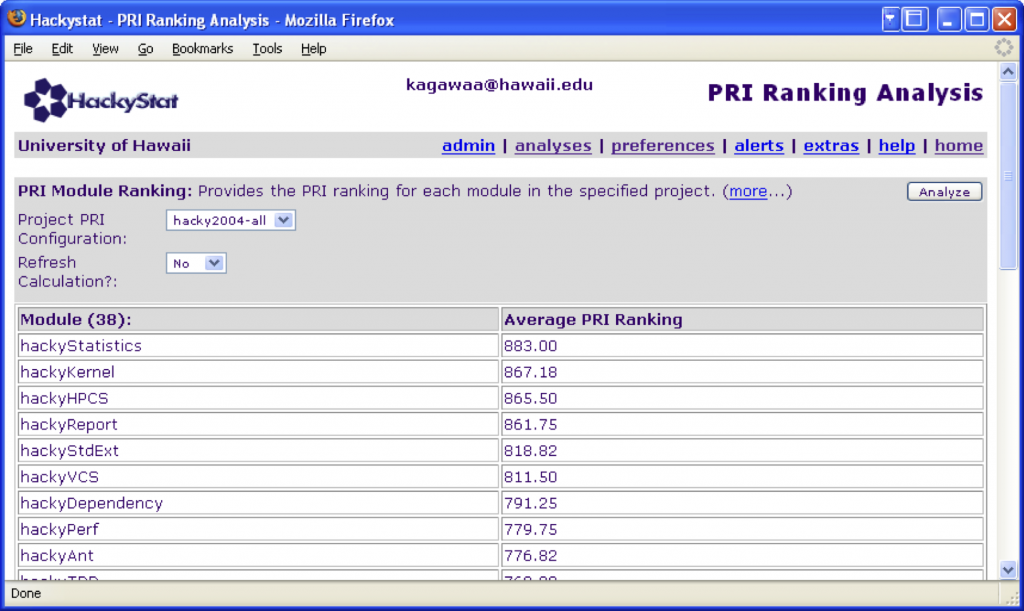 Hackystat - PRI Ranking Analysis - Mozilla Firefox
File Edit View Go Bookmarks Tools Help
HackyStat
kagawaa@hawaii.edu
PRI Ranking Analysis
University of Hawaii
admin | analyses | preferences | alerts | extras | help | home
PRI Module Ranking: Provides the PRI ranking for each module in the specified project. (more...)
Analyze
Project PRI
Configuration:
hacky2004-all
Refresh
Calculation?:
No
Module (38): Average PRI Ranking
hackyStatistics 883.00
hackyKernel 867.18
hackyHPCS 865.50
hackyReport 861.75
hackyStdExt 818.82
hackyVCS 811.50
hackyDependency 791.25
hackyPerf 779.75
hackyAnt 776.82
Done